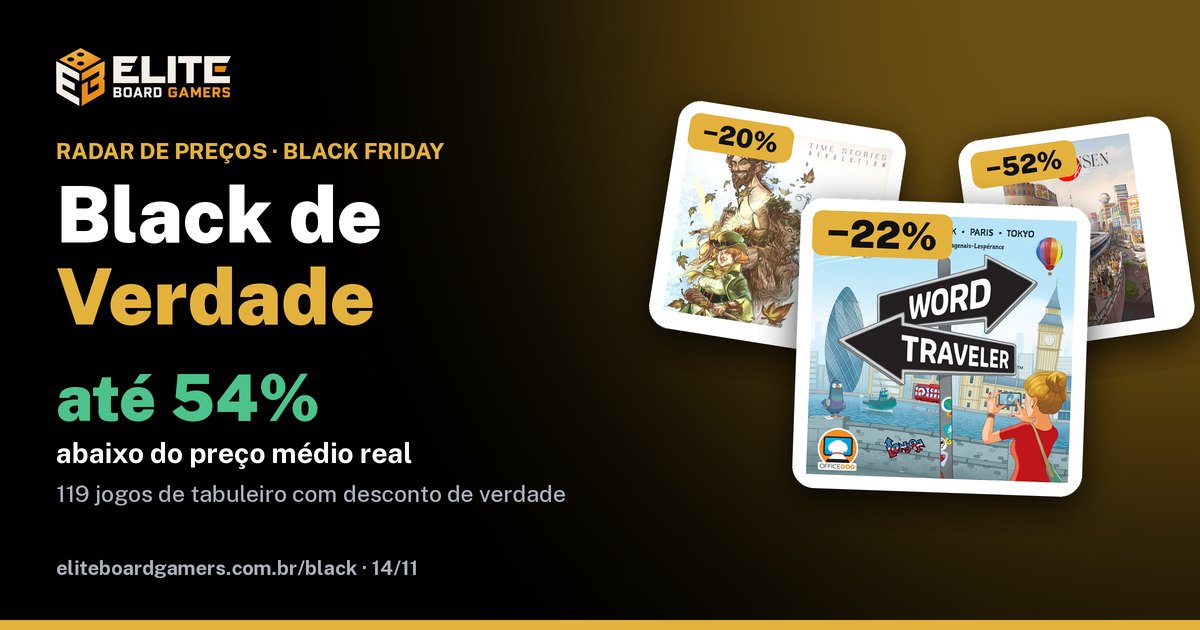 ELITE
BOARD GAMERS
RADAR DE PREÇOS · BLACK FRIDAY
Black de
Verdade
até 54%
abaixo do preço médio real
119 jogos de tabuleiro com desconto de verdade
eliteboardgamers.com.br/black · 14/11
−20%
TIME STORIES
REVOLUTION
−52%
−22%
• PARIS • TOKYO
WORD
TRAVELER
LONDON
OFFICEDOG